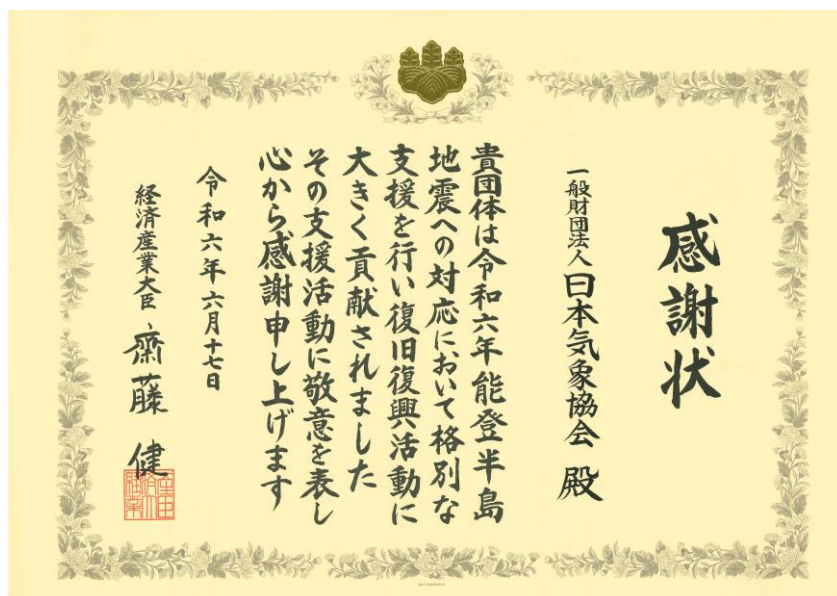 感謝状
一般財団法人 日本気象協会 殿
貴団体は令和六年能登半島
地震への対応において格別な
支援を行い復旧復興活動に
大きく貢献されました
その支援活動に敬意を表し
心から感謝申し上げます
令和六年六月十七日
経済産業大臣 齋藤 健